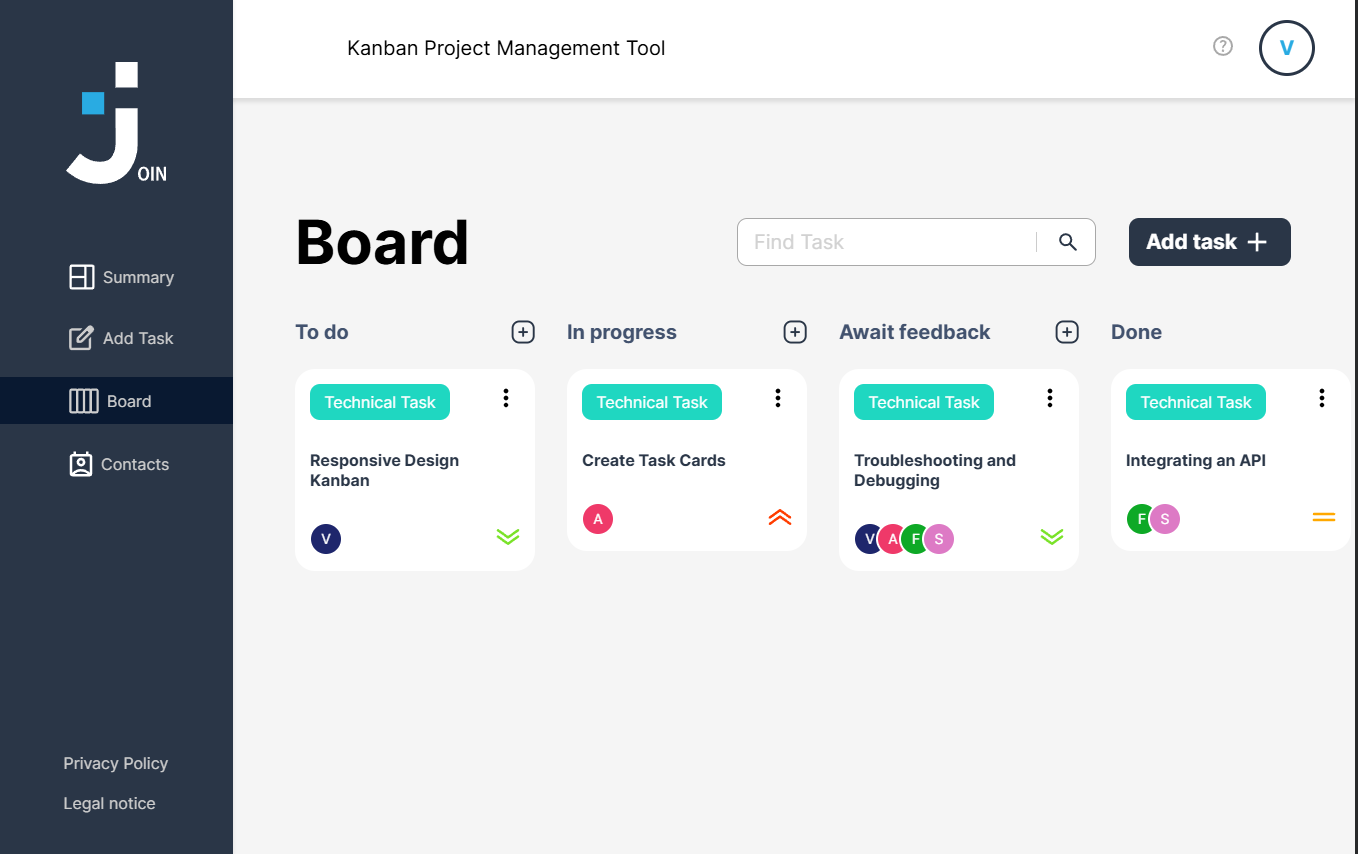 Kanban Project Management Tool
V
OIN
Summary
Add Task
Board
Contacts
Privacy Policy
Legal notice
Board
Find Task
Add task
To do
In progress
Await feedback
Done
Technical Task
Responsive Design
Kanban
V
Technical Task
Create Task Cards
A
Technical Task
Troubleshooting and
Debugging
V A F S
Technical Task
Integrating an API
F S